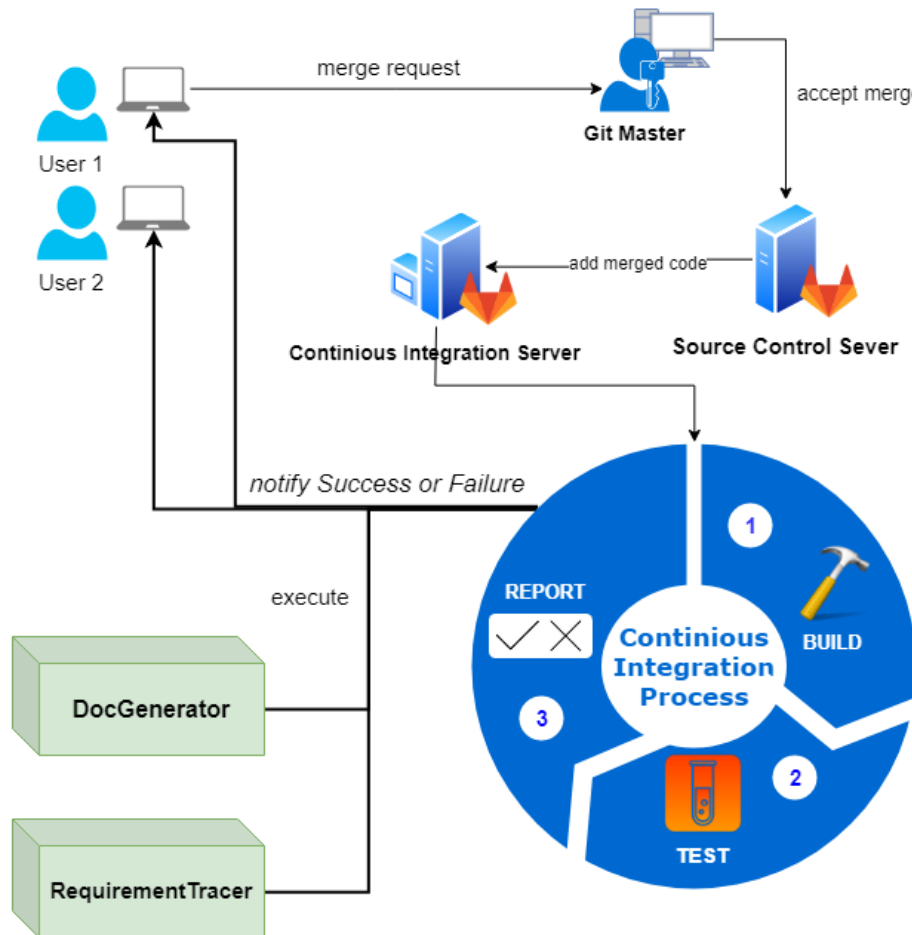 merge request
accept merge
Git Master
User 1
User 2
add merged code
Continious Integration Server
Source Control Sever
notify Success or Failure
1
execute
REPORT
BUILD
Continious
Integration
Process
DocGenerator
3
2
TEST
RequirementTracer